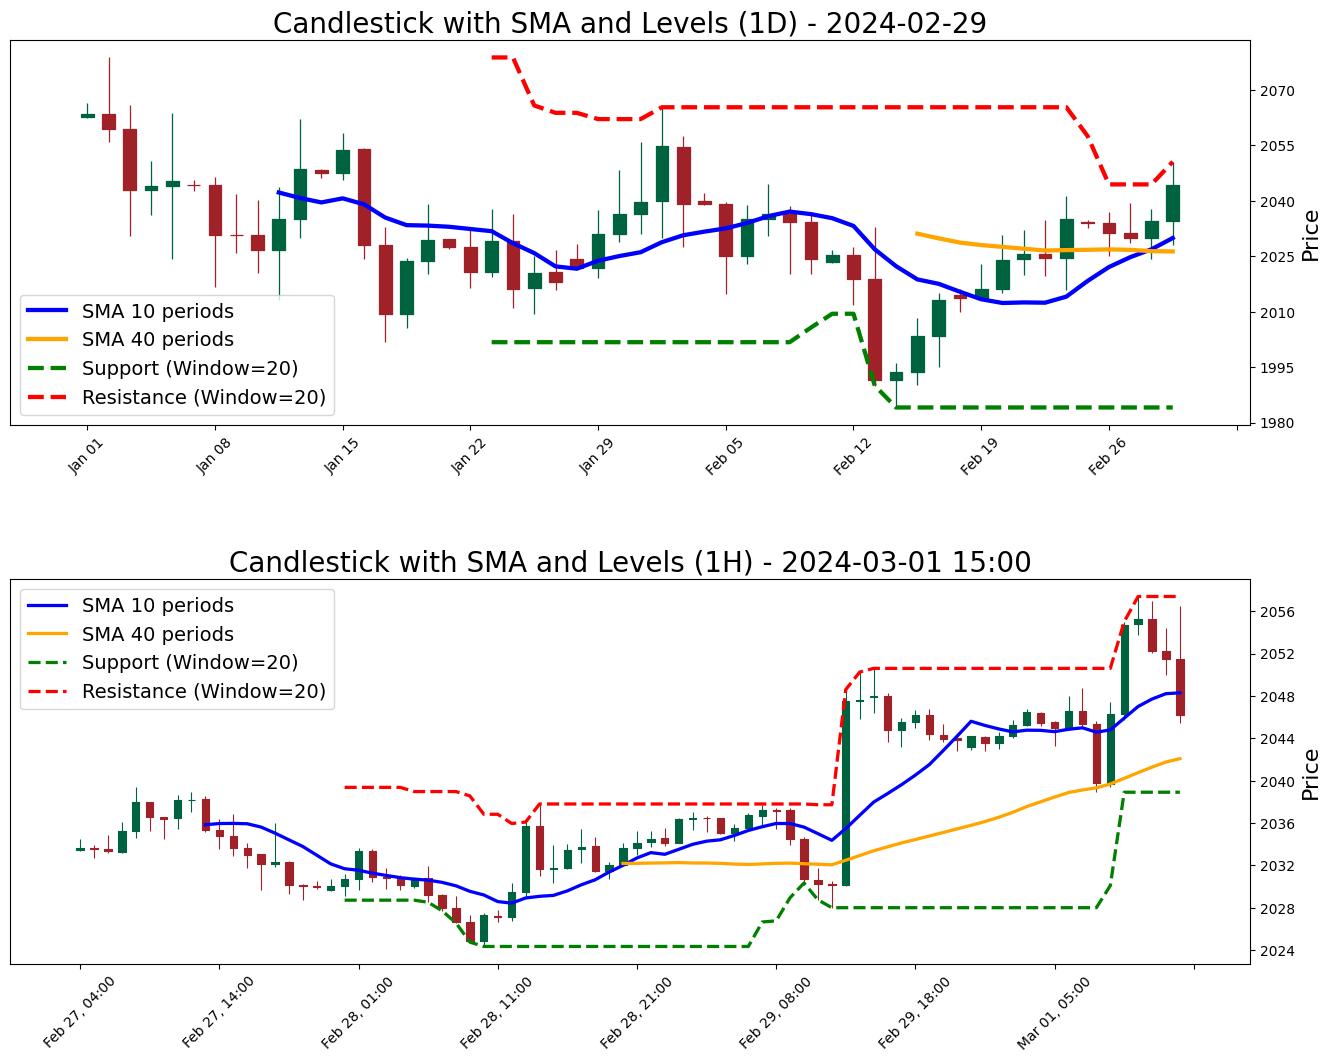 Candlestick with SMA and Levels (1D) - 2024-02-29
2070
2055
2040
2025
2010
1995
1980
Price
SMA 10 periods
SMA 40 periods
Support (Window=20)
Resistance (Window=20)
Jan 01
Jan 08
Jan 15
Jan 22
Jan 29
Feb 05
Feb 12
Feb 19
Feb 26
Candlestick with SMA and Levels (1H) - 2024-03-01 15:00
SMA 10 periods
SMA 40 periods
Support (Window=20)
Resistance (Window=20)
2056
2052
2048
2044
2040
2036
2032
2028
2024
Price
Feb 27, 04:00
Feb 27, 14:00
Feb 28, 01:00
Feb 28, 11:00
Feb 28, 21:00
Feb 29, 08:00
Feb 29, 18:00
Mar 01, 05:00